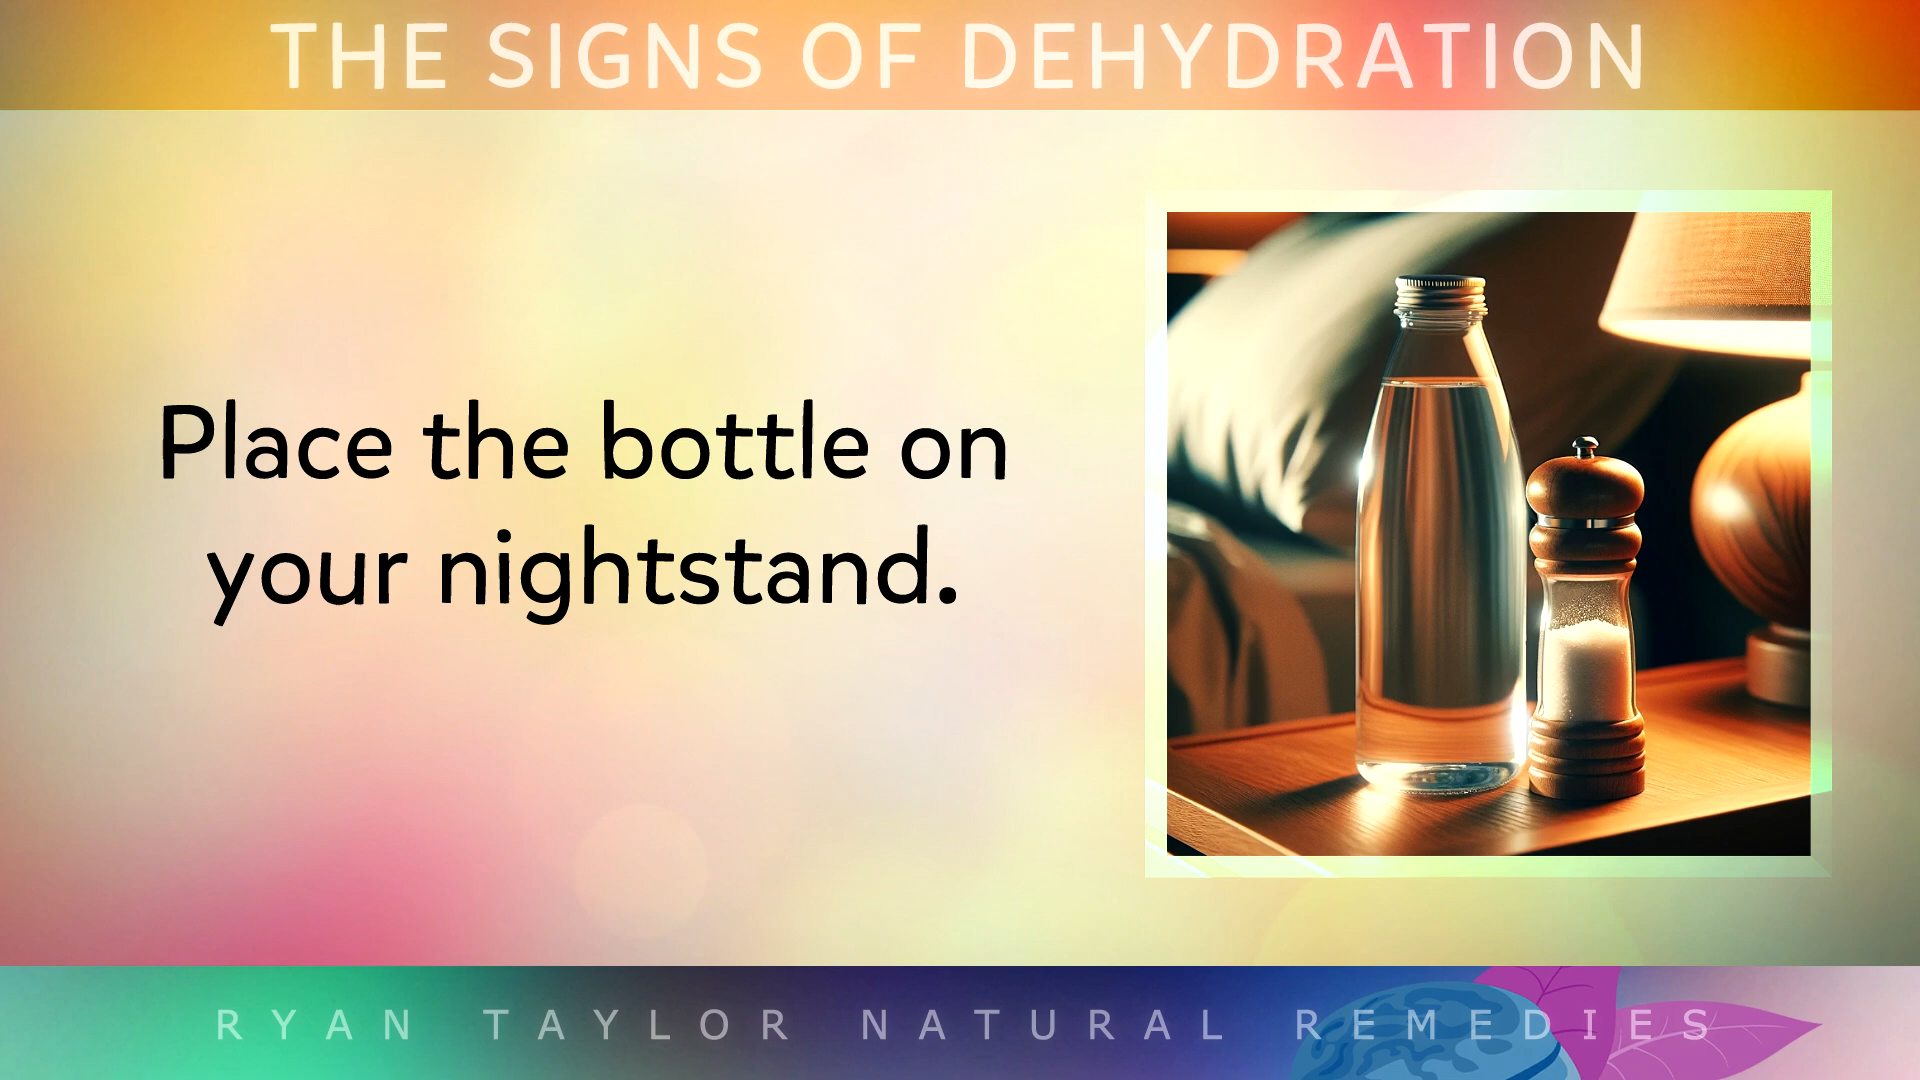 THE SIGNS OF DEHYDRATION
Place the bottle on
your nightstand.
RYAN TAYLOR NATURAL REMEDIES